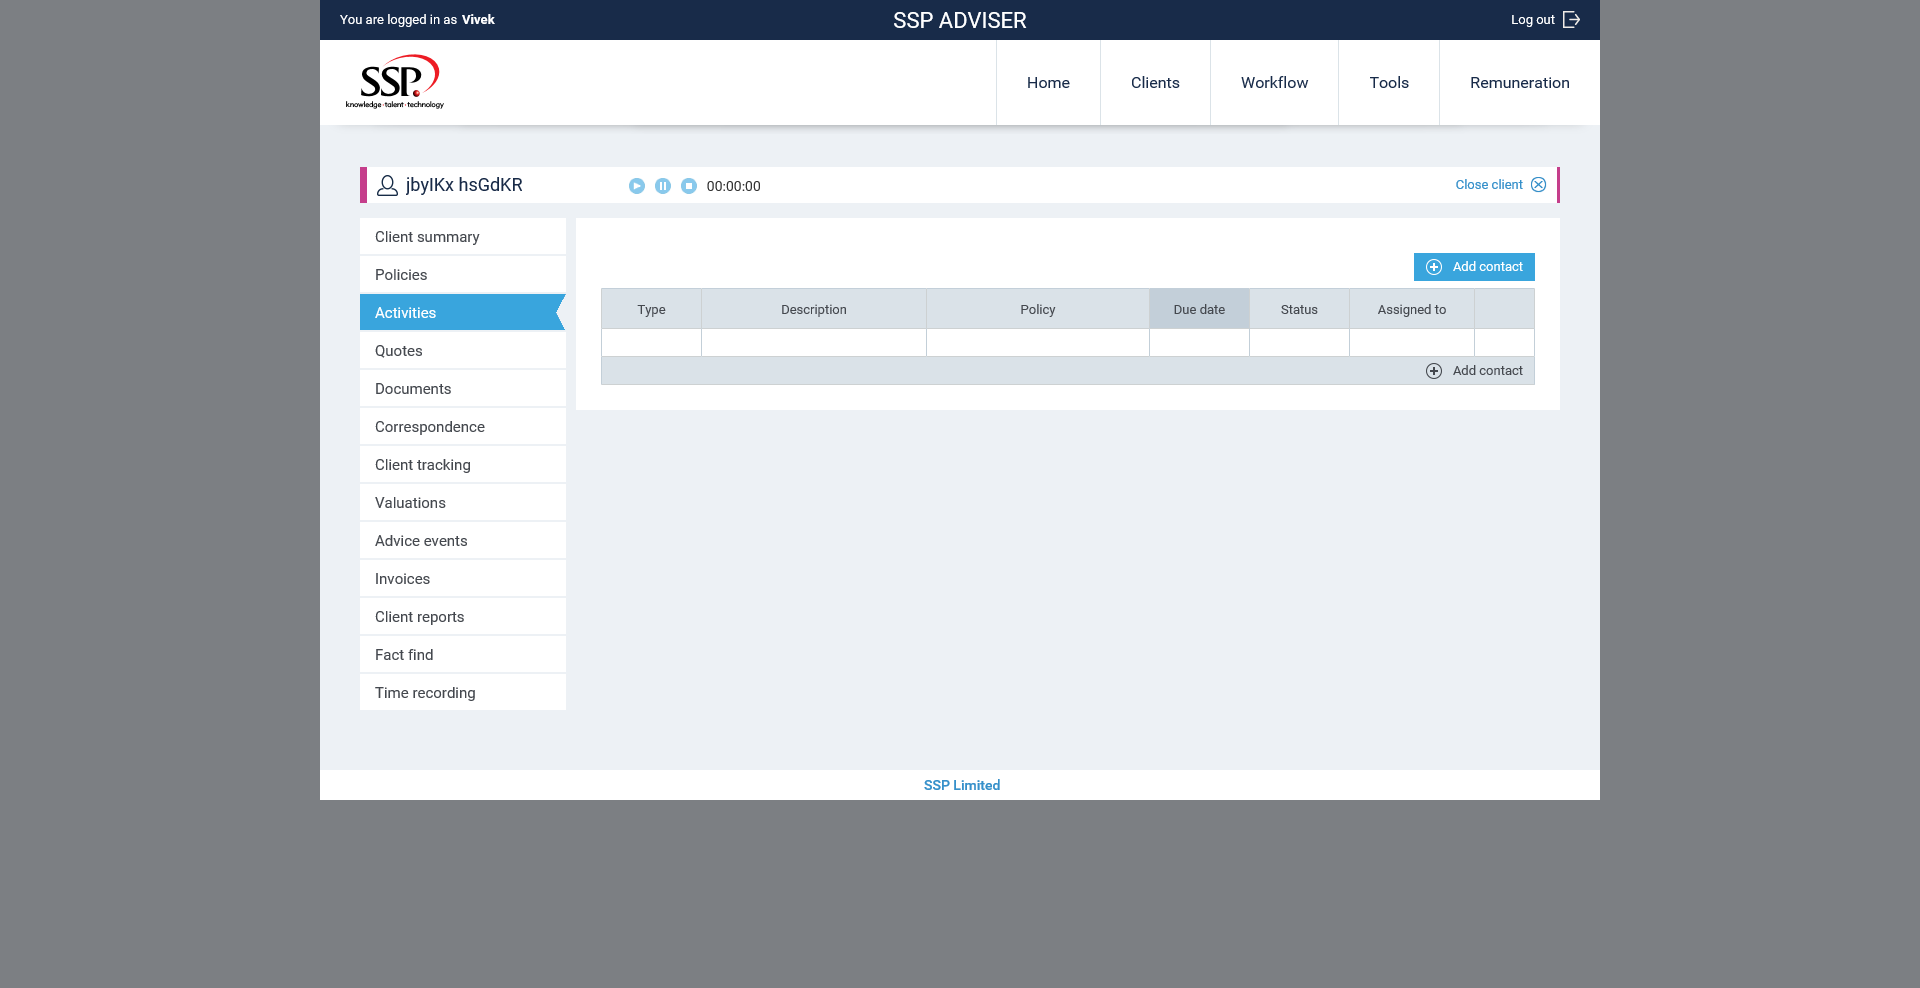 You are logged in as Vivek
SSP ADVISER
Log out
SSP.
knowledge·talent·technology
Home
Clients
Workflow
Tools
Remuneration
jbylKx hsGdKR
00:00:00
Close client
Client summary
Policies
Activities
Quotes
Documents
Correspondence
Client tracking
Valuations
Advice events
Invoices
Client reports
Fact find
Time recording
Add contact
Type Description Policy Due date Status Assigned to
Add contact
SSP Limited